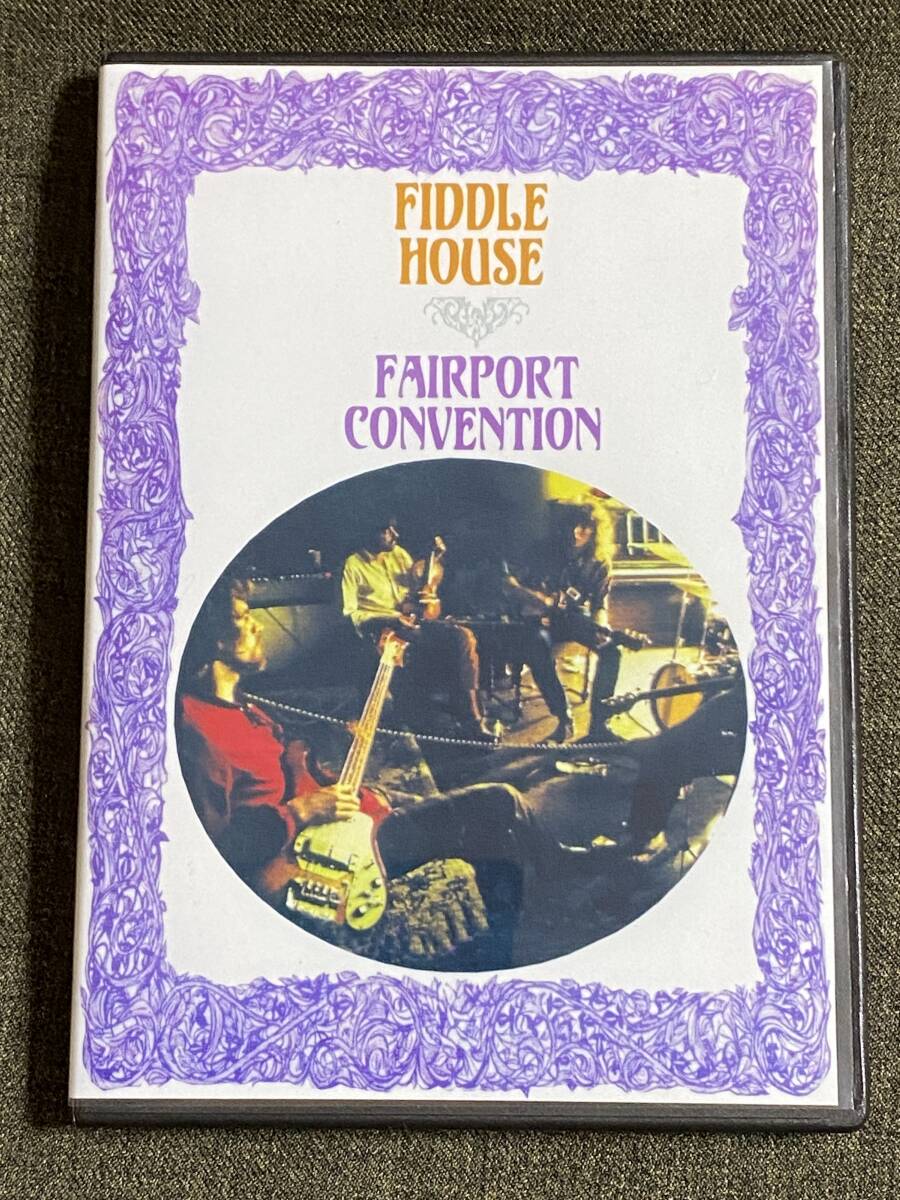 FIDDLE
HOUSE
FAIRPORT
CONVENTION